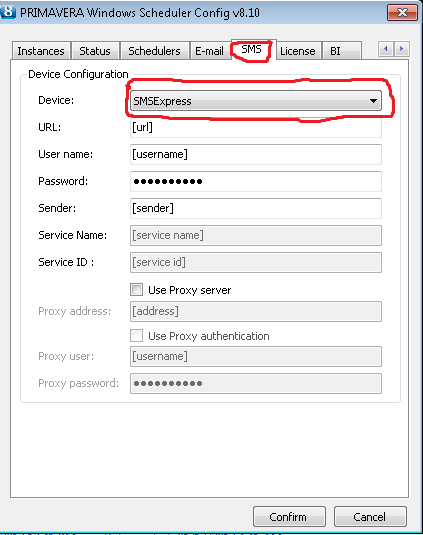 8 PRIMAVERA Windows Scheduler Config v8.10
Instances Status Schedulers E-mail SMS License BI
Device Configuration
Device: SMSExpress
URL: [url]
User name: [username]
Password: ●●●●●●●●●●
Sender: [sender]
Service Name: [service name]
Service ID : [service id]
Use Proxy server
Proxy address: [address]
Use Proxy authentication
Proxy user: [username]
Proxy password: ●●●●●●●●●●
Confirm Cancel